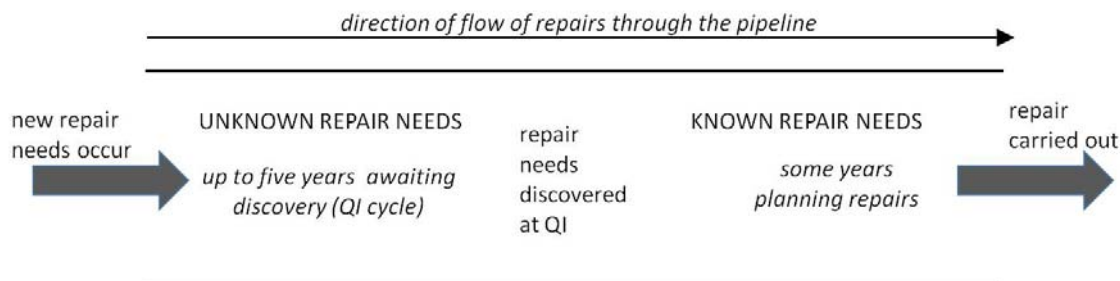 direction of flow of repairs through the pipeline
new repair
needs occur
UNKNOWN REPAIR NEEDS
up to five years awaiting
discovery (QI cycle)
repair
needs
discovered
at QI
KNOWN REPAIR NEEDS
some years
planning repairs
repair
carried out